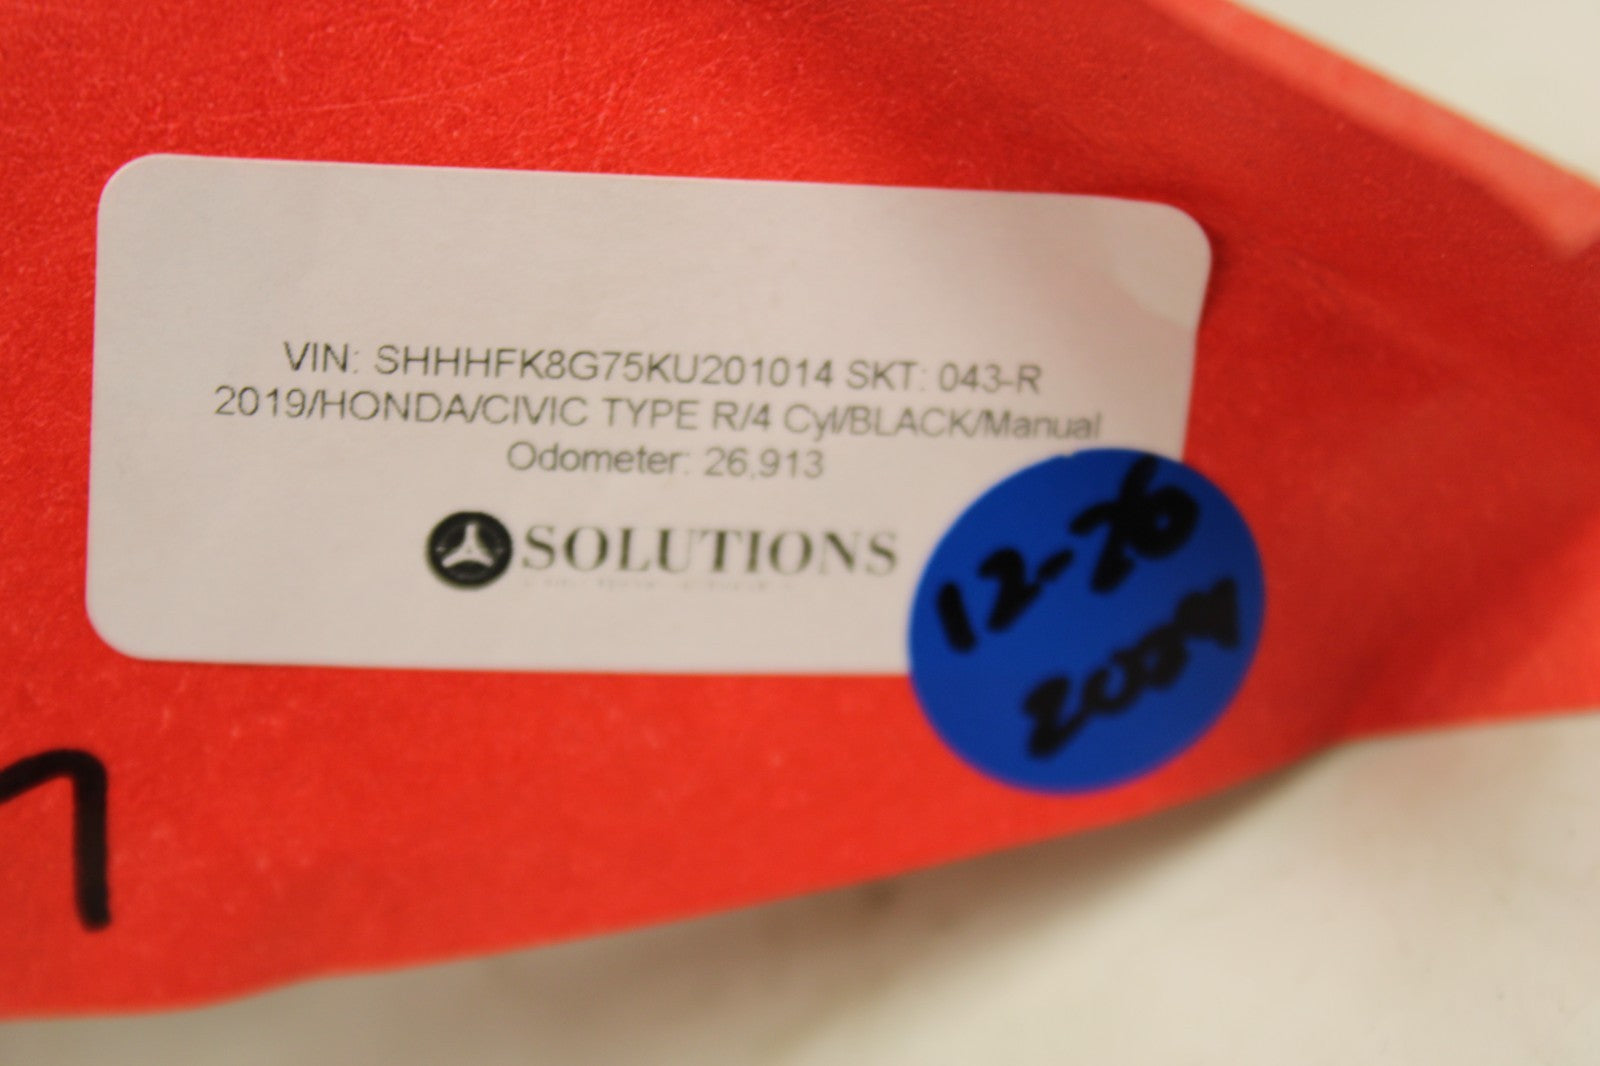 VIN: SHHHFK8G75KU201014 SKT: 043-R
2019/HONDA/CIVIC TYPE R/4 Cyl/BLACK/Manual
Odometer: 26,913
SOLUTIONS
12-26